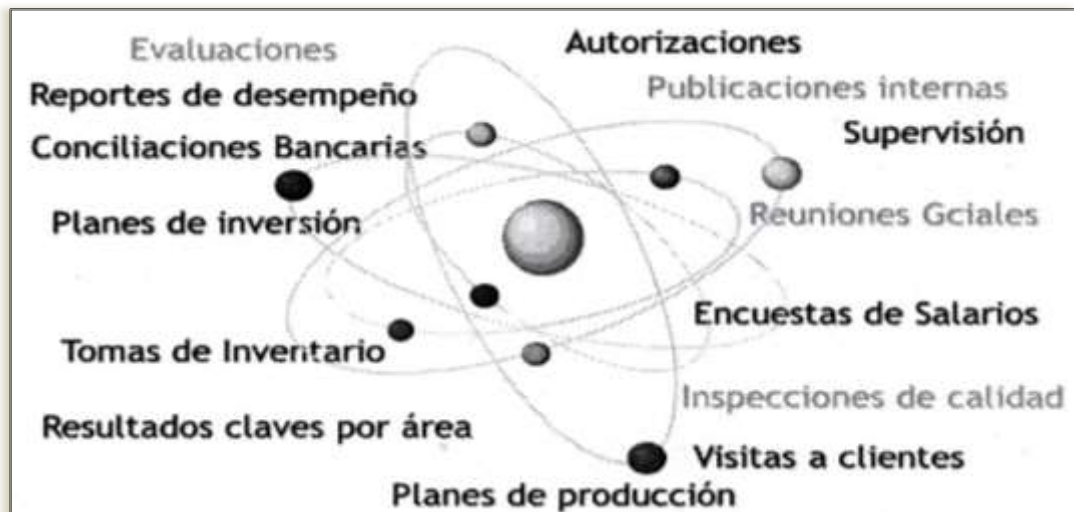 Evaluaciones
Reportes de desempeño
Conciliaciones Bancarias
Planes de inversión
Tomas de Inventario
Resultados claves por área
Planes de producción
Autorizaciones
Publicaciones internas
Supervisión
Reuniones Gciales
Encuestas de Salarios
Inspecciones de calidad
Visitas a clientes